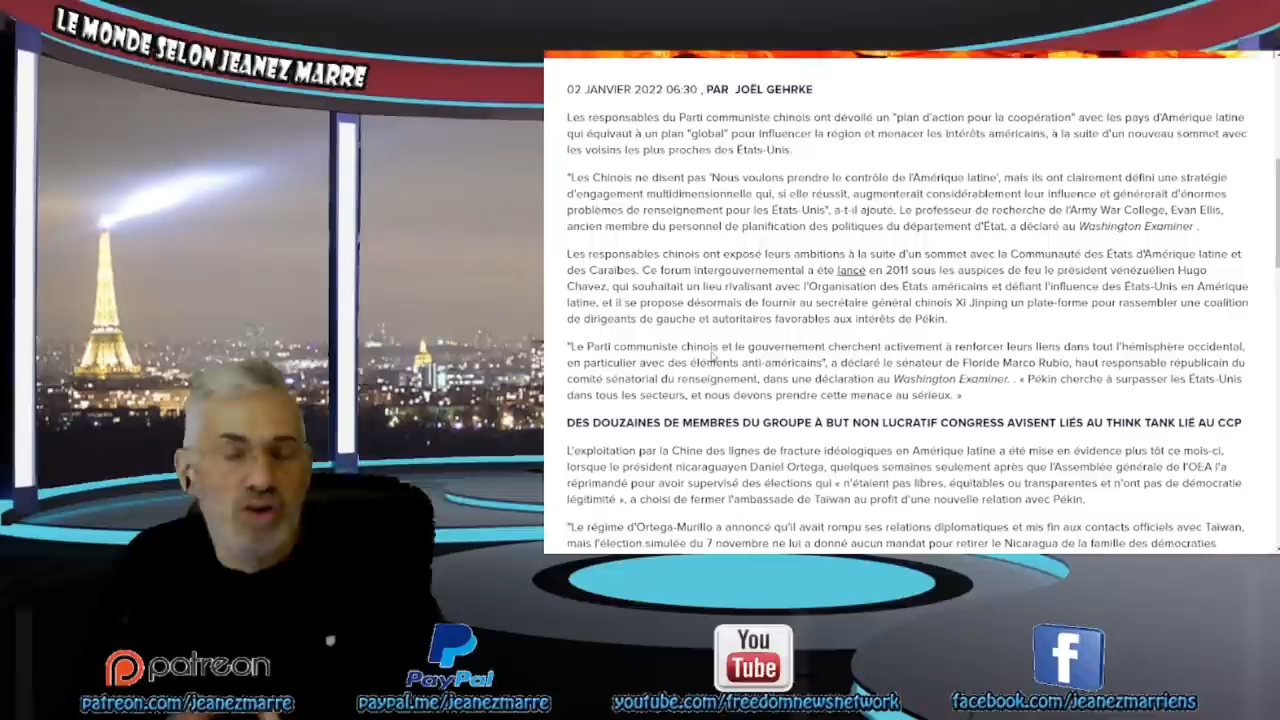 LE MONDE SELON JEANEZ MARRE
02 JANVIER 2022 06:30 , PAR JOËL GEHRKE
Les responsables du Parti communiste chinois ont dévoilé un "plan d'action pour la coopération" avec les pays d'Amérique latine
qui équivaut à un plan "global" pour influencer la région et menacer les intérêts américains, à la suite d'un nouveau sommet avec
les voisins les plus proches des États-Unis.
"Les Chinois ne disent pas 'Nous voulons prendre le contrôle de l'Amérique latine', mais ils ont clairement défini une stratégie
d'engagement multidimensionnelle qui, si elle réussit, augmenterait considérablement leur influence et générerait d'énormes
problèmes de renseignement pour les États-Unis", a-t-il ajouté. Le professeur de recherche de l'Army War College, Evan Ellis,
ancien membre du personnel de planification des politiques du département d'État, a déclaré au Washington Examiner .
Les responsables chinois ont exposé leurs ambitions à la suite d'un sommet avec la Communauté des États d'Amérique latine et
des Caraïbes. Ce forum intergouvernemental a été lancé en 2011 sous les auspices de feu le président vénézuélien Hugo
Chavez, qui souhaitait un lieu rivalisant avec l'Organisation des États américains et défiant l'influence des États-Unis en Amérique
latine, et il se propose désormais de fournir au secrétaire général chinois Xi Jinping un plate-forme pour rassembler une coalition
de dirigeants de gauche et autoritaires favorables aux intérêts de Pékin.
"Le Parti communiste chinois et le gouvernement cherchent activement à renforcer leurs liens dans tout l'hémisphère occidental,
en particulier avec des éléments anti-américains", a déclaré le sénateur de Floride Marco Rubio, haut responsable républicain du
comité sénatorial du renseignement, dans une déclaration au Washington Examiner. . « Pékin cherche à surpasser les États-Unis
dans tous les secteurs, et nous devons prendre cette menace au sérieux. »
DES DOUZAINES DE MEMBRES DU GROUPE À BUT NON LUCRATIF CONGRESS AVISENT LIÉS AU THINK TANK LIÉ AU CCP
L'exploitation par la Chine des lignes de fracture idéologiques en Amérique latine a été mise en évidence plus tôt ce mois-ci,
lorsque le président nicaraguayen Daniel Ortega, quelques semaines seulement après que l'Assemblée générale de l'OEA l'a
réprimandé pour avoir supervisé des élections qui « n'étaient pas libres, équitables ou transparentes et n'ont pas de démocratie
légitimité », a choisi de fermer l'ambassade de Taïwan au profit d'une nouvelle relation avec Pékin.
"Le régime d'Ortega-Murillo a annoncé qu'il avait rompu ses relations diplomatiques et mis fin aux contacts officiels avec Taïwan,
mais l'élection simulée du 7 novembre ne lui a donné aucun mandat pour retirer le Nicaragua de la famille des démocraties
patreon
PayPal
You
Tube
f
patreon.com/jeanezmarre
paypal.me/jeanezmarre
youtube.com/freedomnewsnetwork
facebook.com/jeanezmarriens